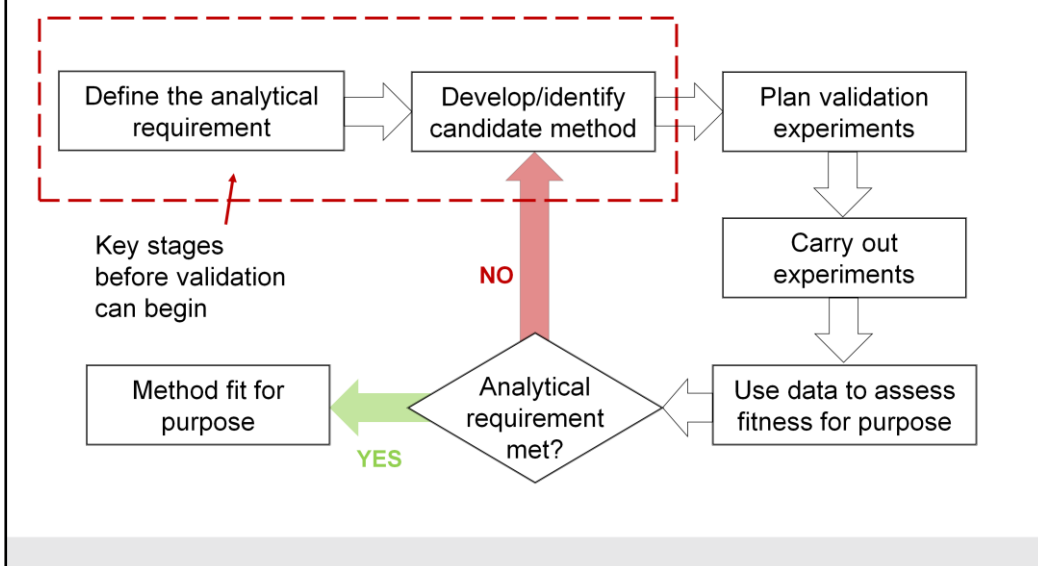 Define the analytical
requirement
Develop/identify
candidate method
Plan validation
experiments
Key stages
before validation
can begin
Carry out
experiments
NO
Use data to assess
fitness for purpose
Analytical
requirement
met?
YES
Method fit for
purpose